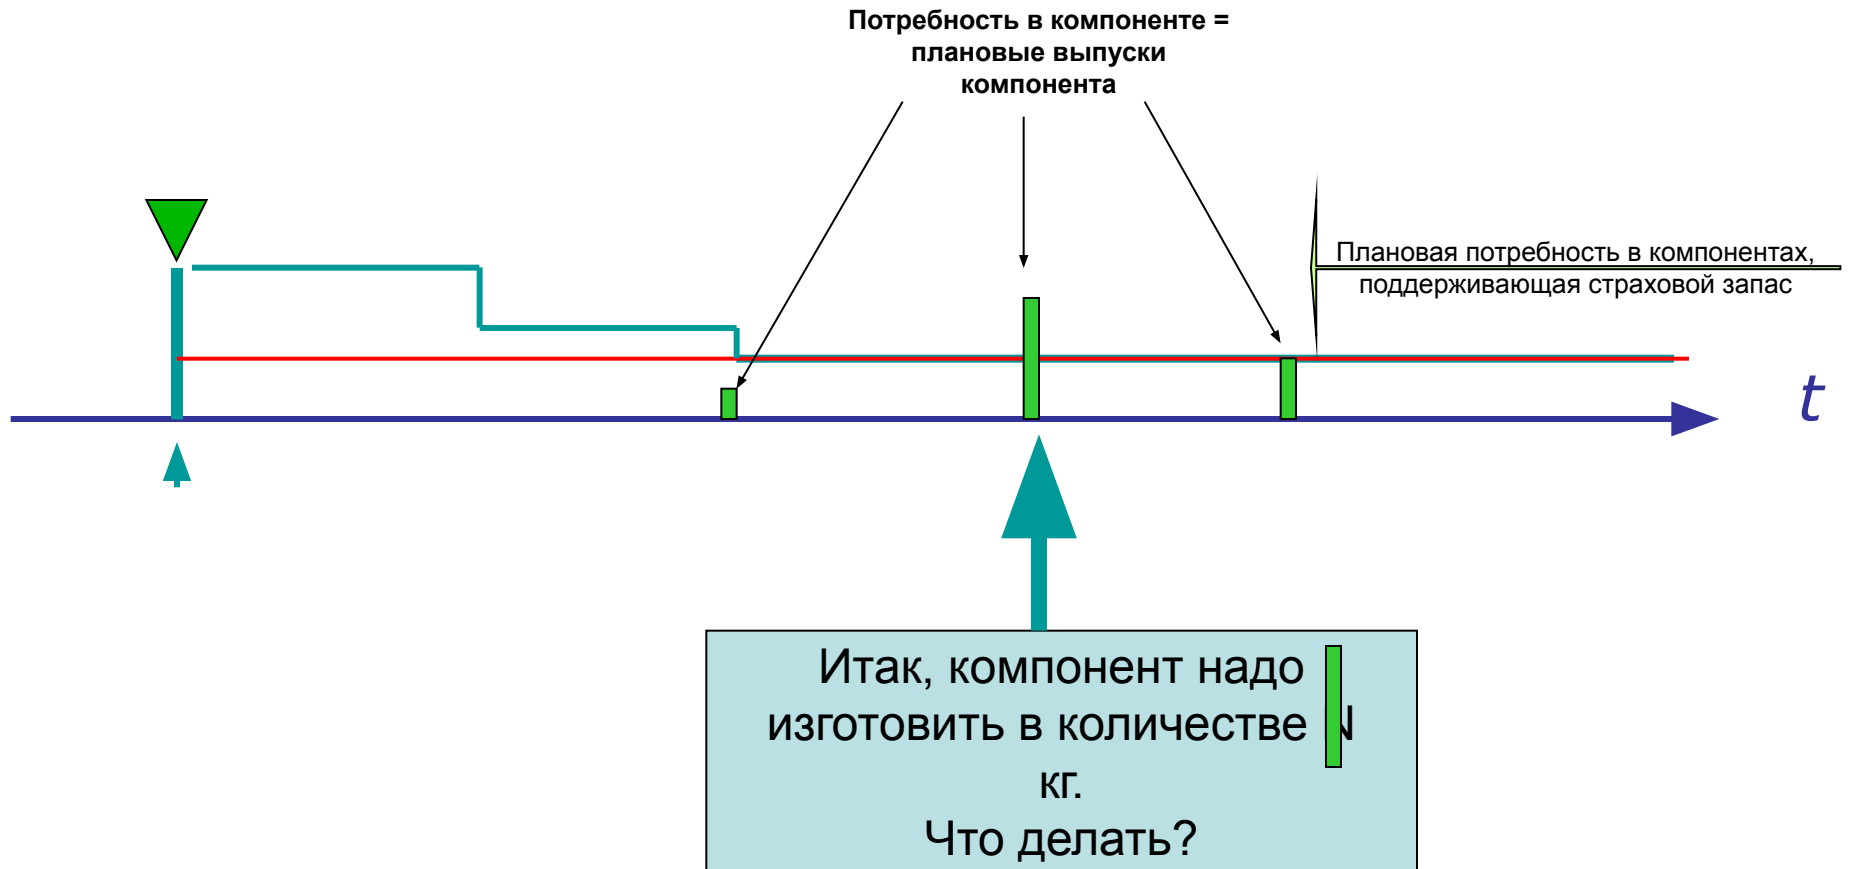 Потребность в компоненте =
плановые выпуски
компонента
Плановая потребность в компонентах,
поддерживающая страховой запас
t
Итак, компонент надо
изготовить в количестве N
кг.
Что делать?